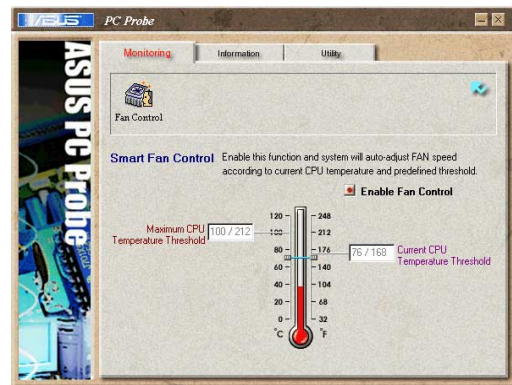 ASUS
PC Probe
ASUS PC Probe
Monitoring
Information
Utility
Fan Control
Smart Fan Control
Enable this function and system will auto-adjust FAN speed
according to current CPU temperature and predefined threshold.
Enable Fan Control
Maximum CPU
Temperature Threshold
100 / 212
120
248
100
212
80
176
60
140
40
104
20
68
0
32
°C
°F
76 / 168
Current CPU
Temperature Threshold